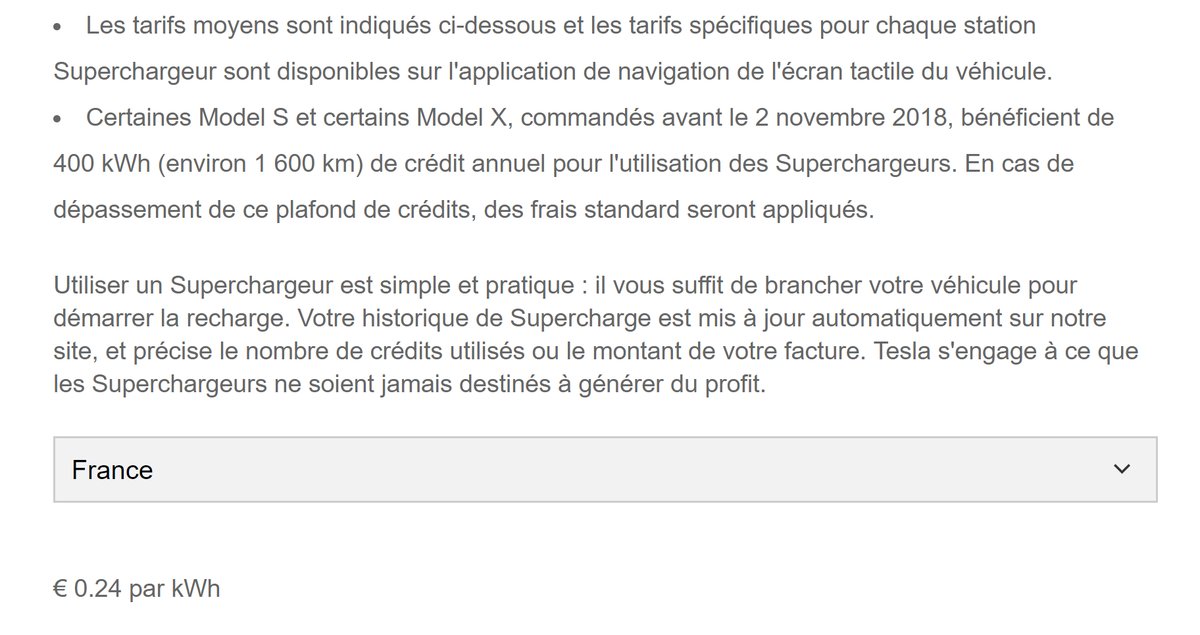 • Les tarifs moyens sont indiqués ci-dessous et les tarifs spécifiques pour chaque station
Superchargeur sont disponibles sur l'application de navigation de l'écran tactile du véhicule.
• Certaines Model S et certains Model X, commandés avant le 2 novembre 2018, bénéficient de
400 kWh (environ 1 600 km) de crédit annuel pour l'utilisation des Superchargeurs. En cas de
dépassement de ce plafond de crédits, des frais standard seront appliqués.
Utiliser un Superchargeur est simple et pratique : il vous suffit de brancher votre véhicule pour
démarrer la recharge. Votre historique de Supercharge est mis à jour automatiquement sur notre
site, et précise le nombre de crédits utilisés ou le montant de votre facture. Tesla s'engage à ce que
les Superchargeurs ne soient jamais destinés à générer du profit.
France
€ 0.24 par kWh